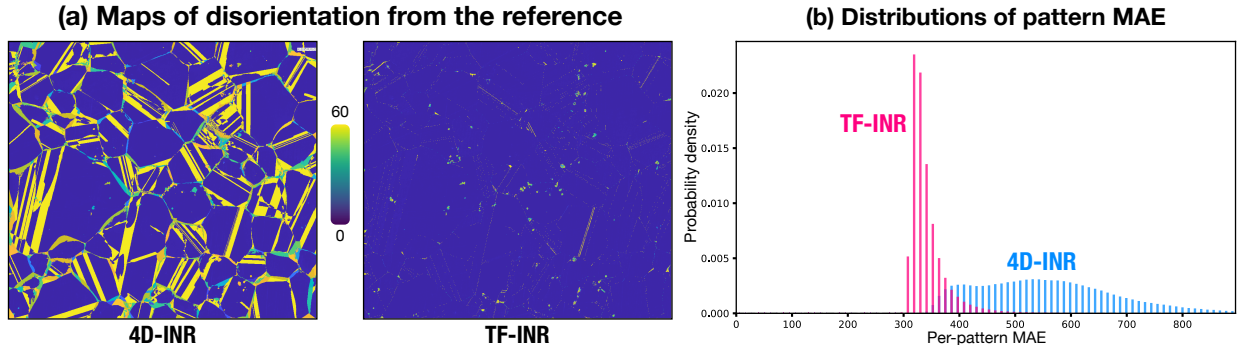 (a) Maps of disorientation from the reference
60
0
4D-INR
TF-INR
(b) Distributions of pattern MAE
Probability density
0.020
0.015
0.010
0.005
0.000
TF-INR
4D-INR
0 100 200 300 400 500 600 700 800
Per-pattern MAE